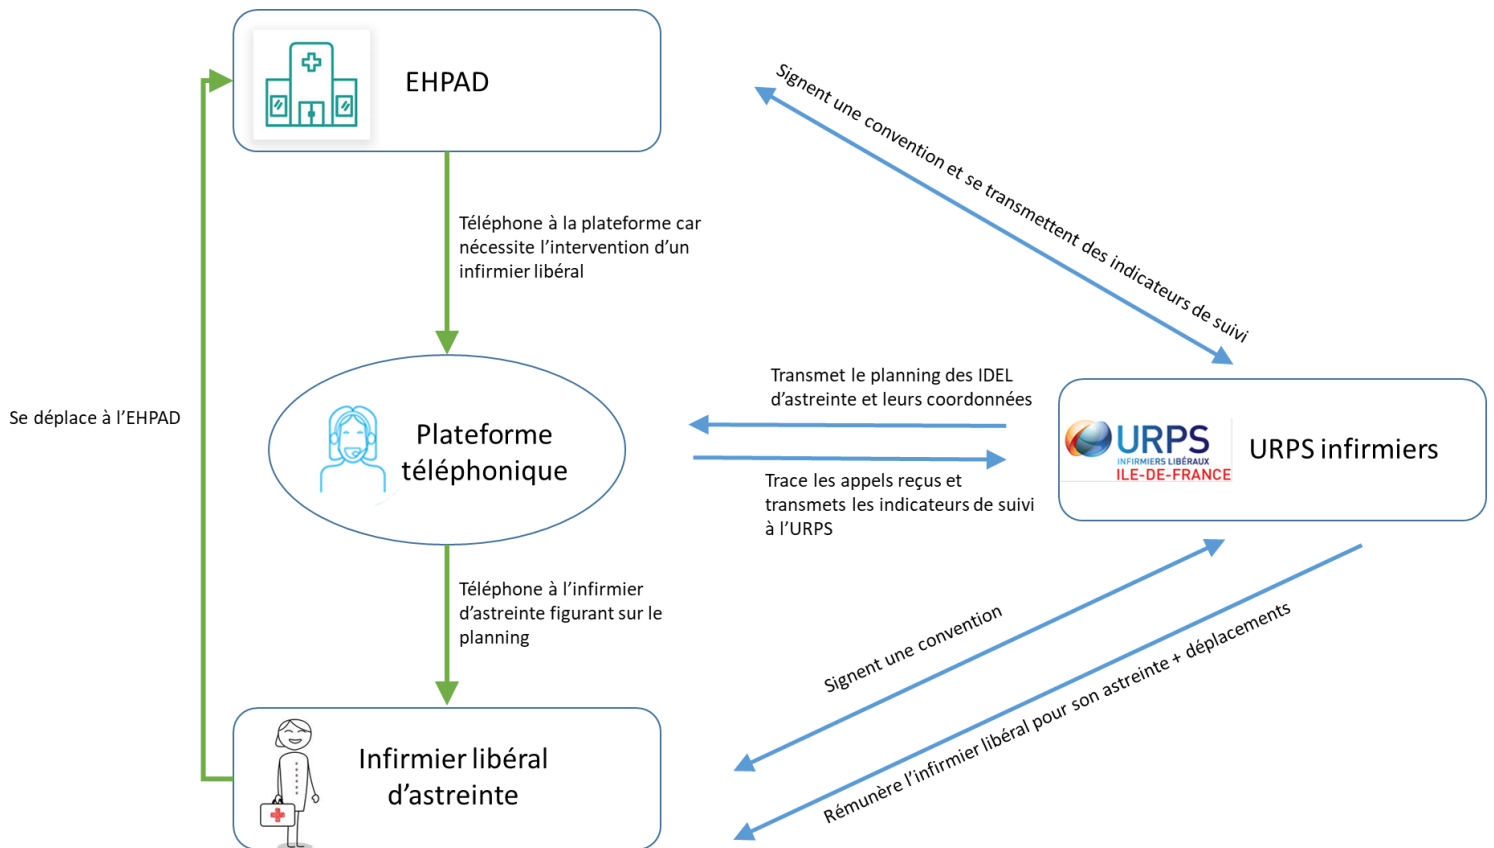 EHPAD
Signent une convention et se transmettent des indicateurs de suivi
Téléphone à la plateforme car
nécessite l'intervention d'un
infirmier libéral
Se déplace à l'EHPAD
Plateforme
téléphonique
Transmet le planning des IDEL
d'astreinte et leurs coordonnées
Trace les appels reçus et
transmets les indicateurs de suivi
à l'URPS
URPS
INFIRMIERS LIBÉRAUX
ILE-DE-FRANCE
URPS infirmiers
Téléphone à l'infirmier
d'astreinte figurant sur le
planning
Signent une convention
Rémunère l'infirmier libéral pour son astreinte + déplacements
Infirmier libéral
d'astreinte